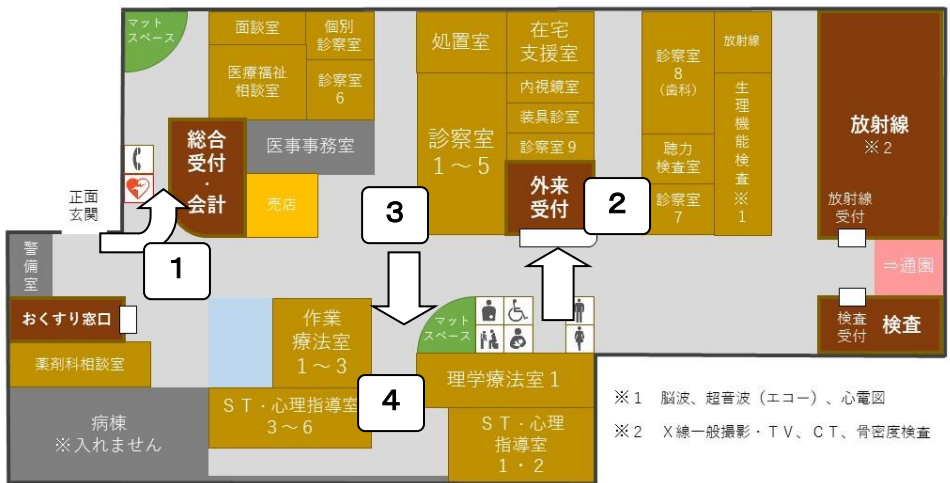 マット
スペース
面談室
個別
診察室
医療福祉
相談室
診察室
6
総合
受付
・
会計
医事事務室
売店
正面
玄関
1
処置室
在宅
支援室
内視鏡室
装具診室
診察室9
診察室
1～5
外来
受付
2
3
診察室
8
(歯科)
放射線
生理機能検査※1
聴力
検査室
診察室
7
放射線
※2
放射線
受付
⇒通園
検査
受付
検査
警備室
おくすり窓口
薬剤科相談室
病棟
※入れません
作業
療法室
1～3
ST・心理指導室
3～6
4
マット
スペース
理学療法室1
ST・心理
指導室
1・2
※1 脳波、超音波（エコー）、心電図
※2 X線一般撮影・TV、CT、骨密度検査